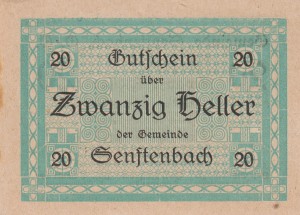 20 Gutschein 20
über
Zwanzig Heller
der Gemeinde
20 Senftenbach 20